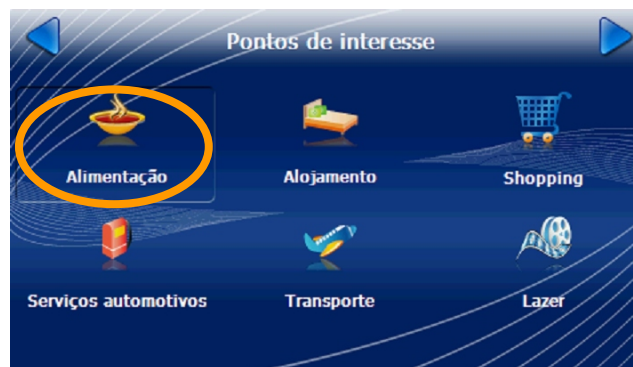 Pontos de interesse
Alimentação
Alojamento
Shopping
Serviços automotivos
Transporte
Lazer